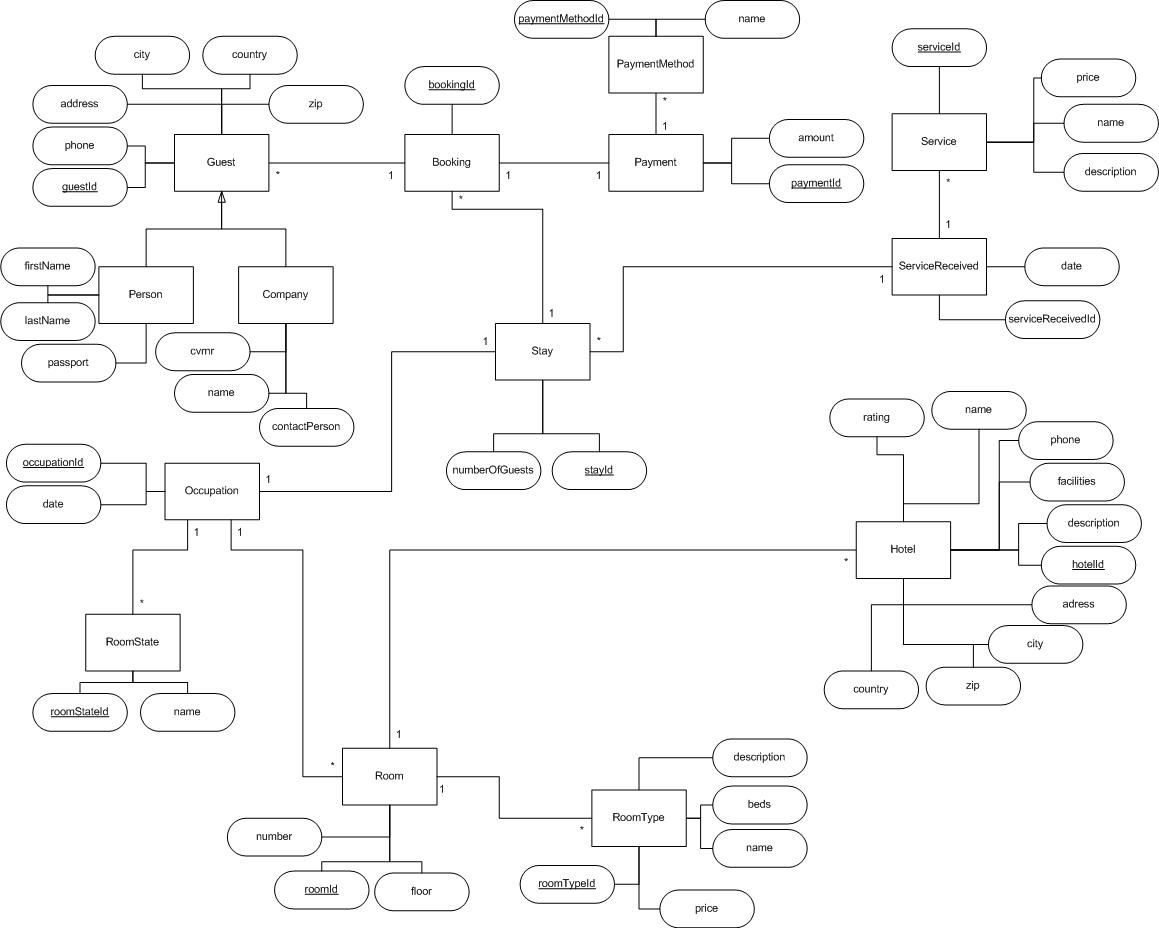 paymentMethodId
name
city
country
PaymentMethod
serviceId
price
address
zip
bookingId
*
1
name
phone
Guest
Booking
Payment
amount
Service
guestId
*
1
1
1
paymentId
description
*
*
1
firstName
Person
Company
ServiceReceived
date
1
lastName
1
serviceReceivedId
passport
cvrnr
1
Stay
*
name
contactPerson
rating
name
phone
occupationId
numberOfGuests
stayId
facilities
date
Occupation
1
description
1
1
Hotel
hotelId
*
*
adress
RoomState
city
country
zip
roomStateId
name
1
*
Room
1
description
beds
RoomType
*
number
name
roomId
floor
roomTypeId
price